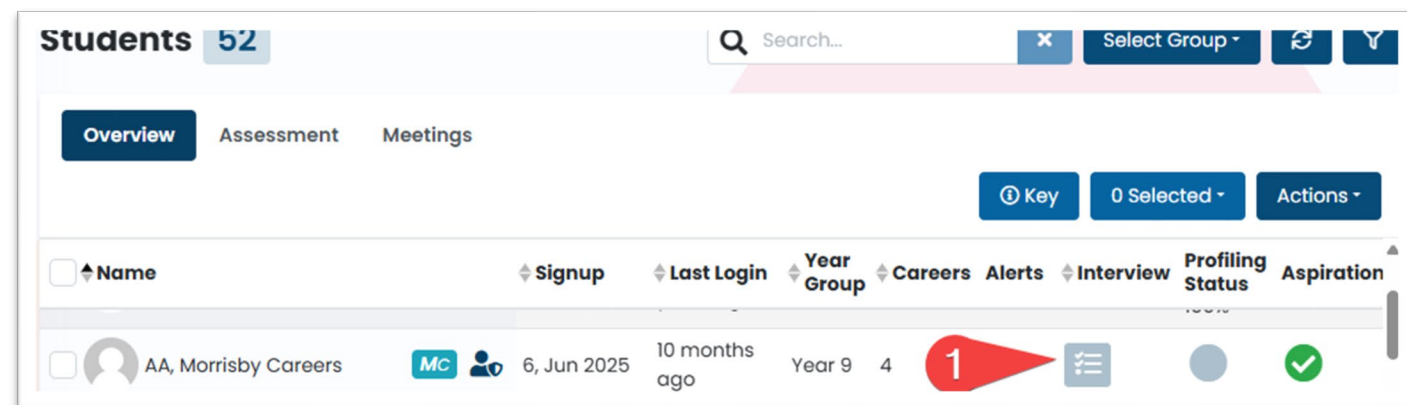 Students 52 Search... × Select Group
Overview Assessment Meetings
Key 0 Selected Actions
Name Signup Last Login Year Group Careers Alerts Interview Profiling Status Aspiration
AA, Morrisby Careers MC 6, Jun 2025 10 months ago Year 9 4 1